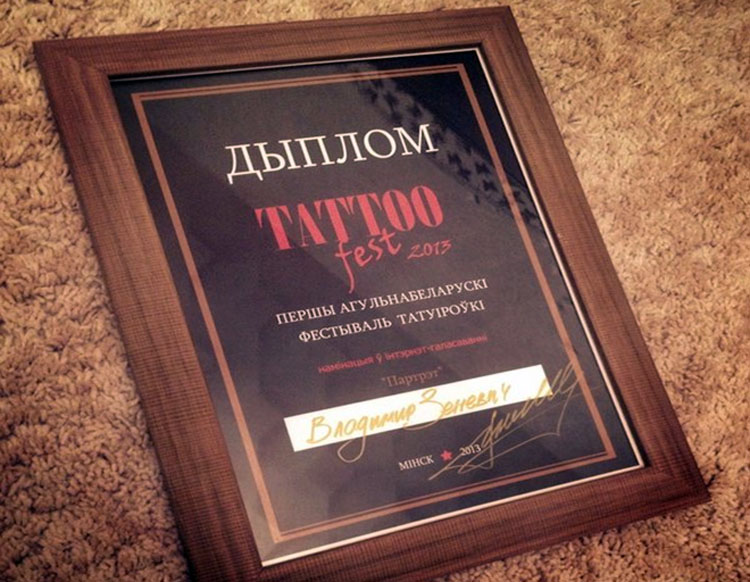 ДЫПЛОМ
TATTOO
fest 2013
ПЕРШЫ АГУЛЬНАБЕЛАРУСКІ
ФЕСТЫВАЛЬ ТАТУІРОЎКІ
намінацыя ў інтэрнэт-галасаванні
"Партрэт"
Владимир Зеневич
МІНСК ★ 2013